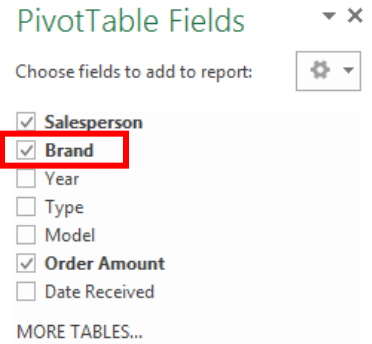 PivotTable Fields
Choose fields to add to report:
Salesperson
Brand
Year
Type
Model
Order Amount
Date Received
MORE TABLES...